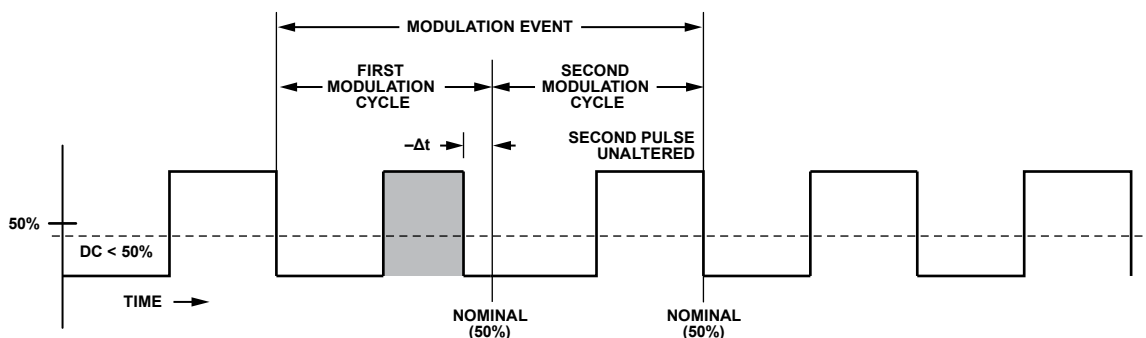 MODULATION EVENT
FIRST
MODULATION
CYCLE
SECOND
MODULATION
CYCLE
–Δt
SECOND PULSE
UNALTERED
50%
DC < 50%
TIME
NOMINAL
(50%)
NOMINAL
(50%)